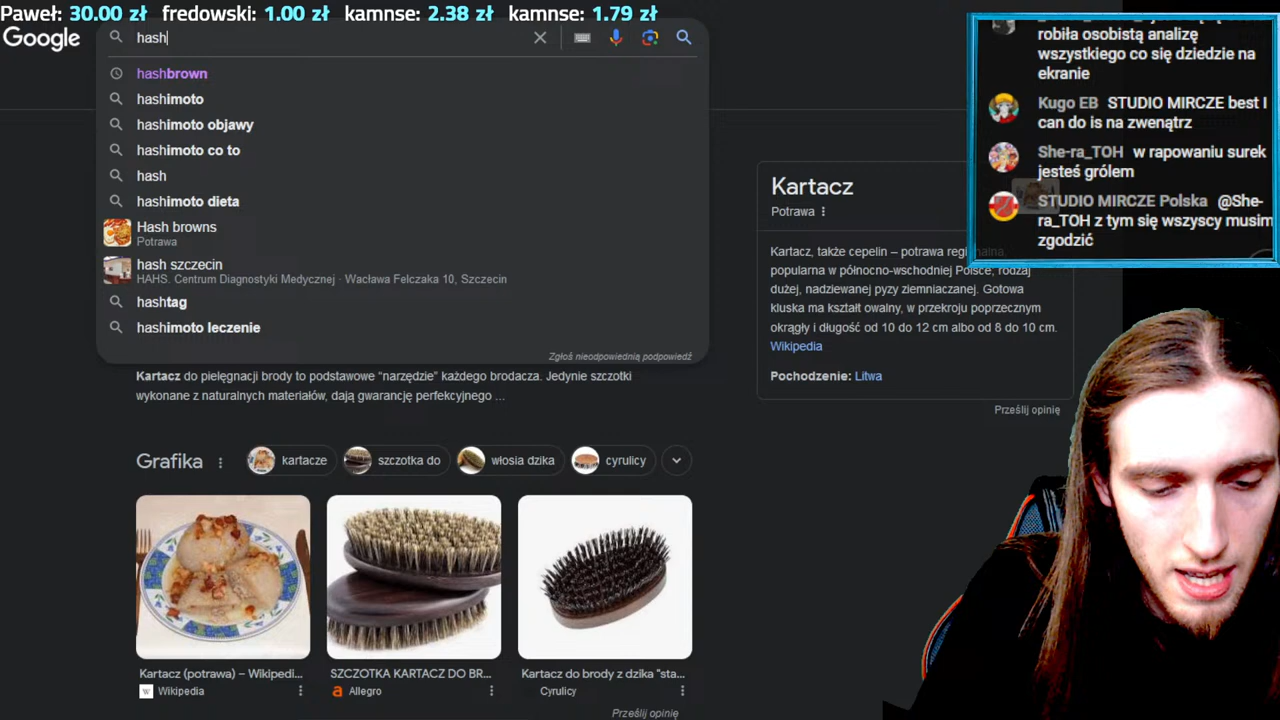 Paweł: 30.00 zł fredowski: 1.00 zł kamnse: 2.38 zł kamnse: 1.79 zł
Google
hash
hashbrown
hashimoto
hashimoto objawy
hashimoto co to
hash
hashimoto dieta
Hash browns
Potrawa
hash szczecin
HAHS. Centrum Diagnostyki Medycznej · Wacława Felczaka 10, Szczecin
hashtag
hashimoto leczenie
Zgłoś nieodpowiednią podpowiedź
Kartacz do pielęgnacji brody to podstawowe “narzędzie” każdego brodacza. Jedynie szczotki
wykonane z naturalnych materiałów, dają gwarancję perfekcyjnego ...
Grafika
kartacze
szczotka do
włosia dzika
cyrulicy
Kartacz (potrawa) – Wikipedi...
W Wikipedia
SZCZOTKA KARTACZ DO BR...
a Allegro
Kartacz do brody z dzika "sta...
Cyrulicy
Prześlij opinię
Kartacz
Potrawa
Kartacz, także cepelin – potrawa regionalna,
popularna w północno-wschodniej Polsce, rodzaj
dużej, nadziewanej pyzy ziemniaczanej. Gotowa
kluska ma kształt owalny, w przekroju poprzecznym
okrągły i długość od 10 do 12 cm albo od 8 do 10 cm.
Wikipedia
Pochodzenie: Litwa
Prześlij opinię
robiła osobistą analizę
wszystkiego co się dziedzie na
ekranie
Kugo EB STUDIO MIRCZE best I
can do is na zwenątrz
She-ra_TOH w rapowaniu surek
jesteś grólem
STUDIO MIRCZE Polska @She-
ra_TOH z tym się wszyscy musim
zgodzić